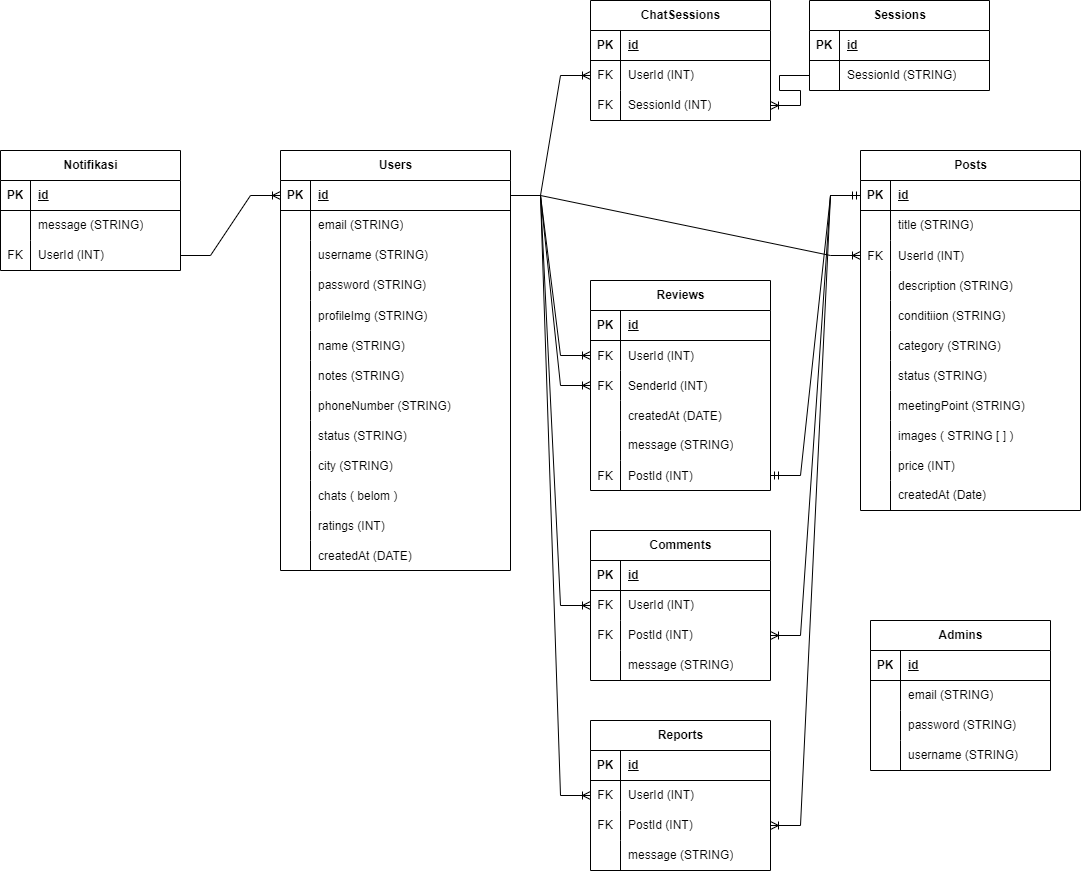 ChatSessions
PK id
FK UserId (INT)
FK SessionId (INT)
Sessions
PK id
SessionId (STRING)
Notifikasi
PK id
message (STRING)
FK UserId (INT)
Users
PK id
email (STRING)
username (STRING)
password (STRING)
profileImg (STRING)
name (STRING)
notes (STRING)
phoneNumber (STRING)
status (STRING)
city (STRING)
chats ( belom )
ratings (INT)
createdAt (DATE)
Posts
PK id
title (STRING)
FK UserId (INT)
description (STRING)
conditiion (STRING)
category (STRING)
status (STRING)
meetingPoint (STRING)
images ( STRING [ ] )
price (INT)
createdAt (Date)
Reviews
PK id
FK UserId (INT)
FK SenderId (INT)
createdAt (DATE)
message (STRING)
FK PostId (INT)
Comments
PK id
FK UserId (INT)
FK PostId (INT)
message (STRING)
Admins
PK id
email (STRING)
password (STRING)
username (STRING)
Reports
PK id
FK UserId (INT)
FK PostId (INT)
message (STRING)